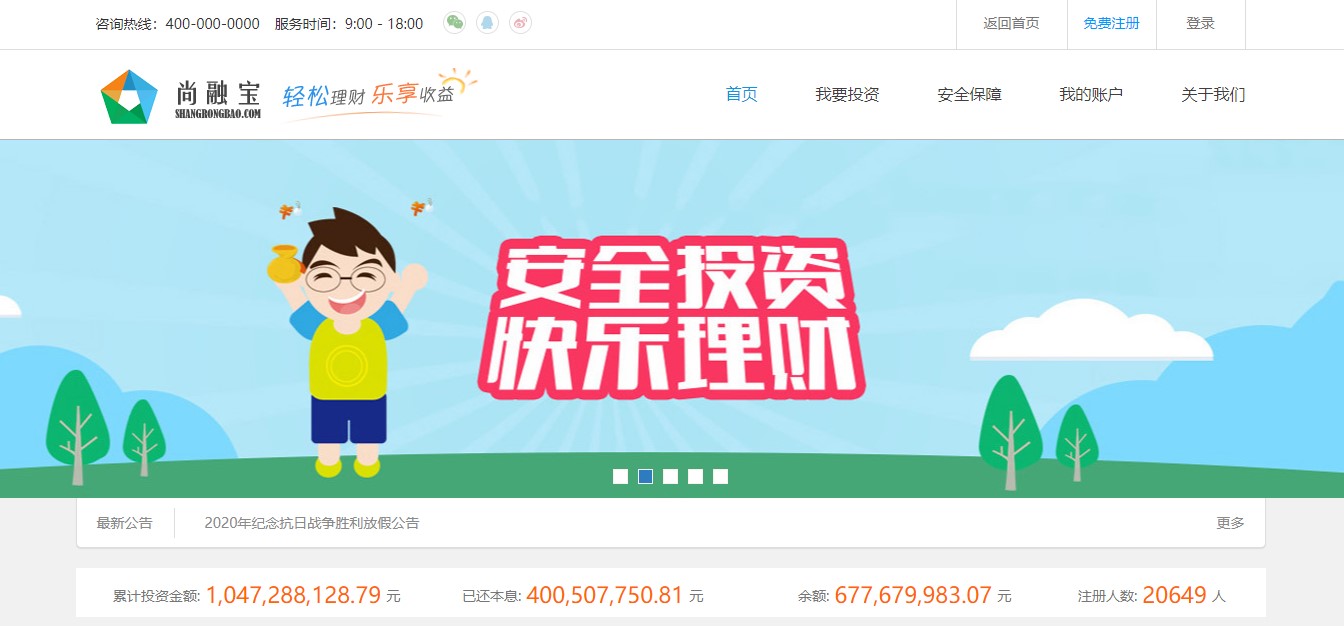 咨询热线：400-000-0000 服务时间：9:00 - 18:00 返回首页 免费注册 登录
尚融宝 轻松理财 乐享收益 首页 我要投资 安全保障 我的账户 关于我们
SHANGRONGBAO.COM
安全投资
快乐理财
最新公告 2020年纪念抗日战争胜利放假公告 更多
累计投资金额: 1,047,288,128.79 元 已还本息: 400,507,750.81 元 余额: 677,679,983.07 元 注册人数: 20649 人